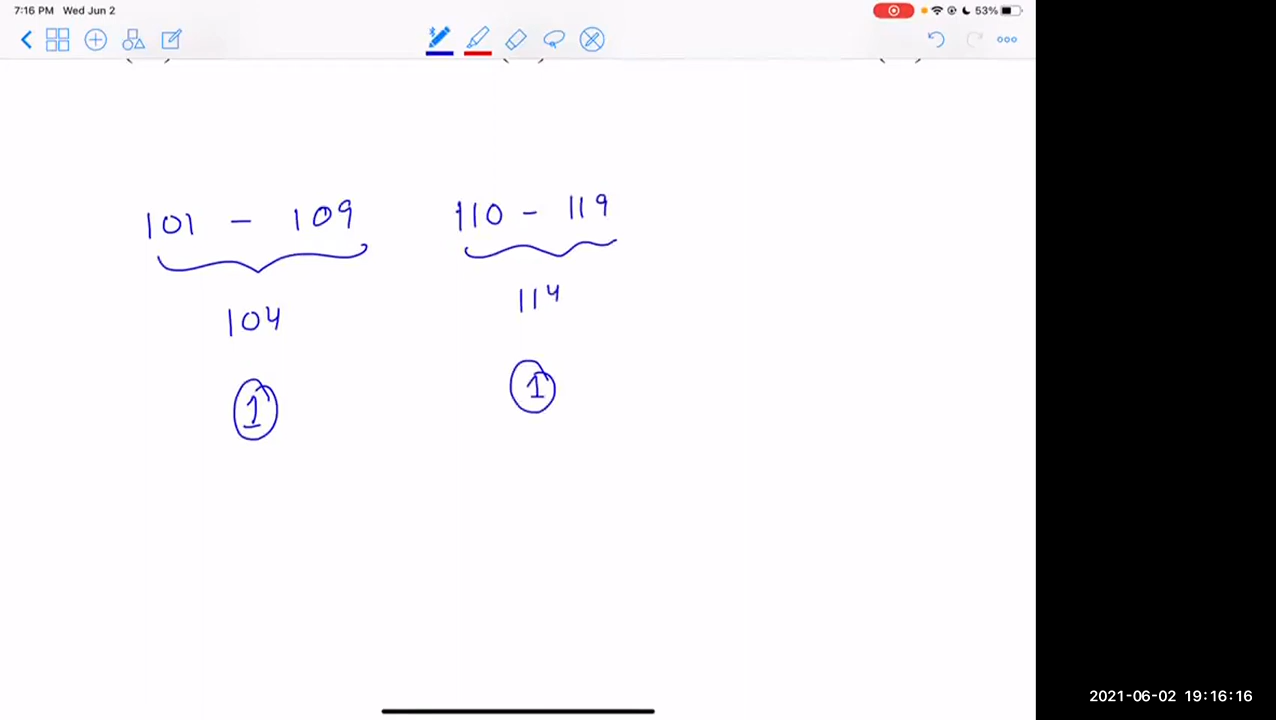 7:16 PM Wed Jun 2
53%
101 - 109 110 - 119
104 114
1 1
2021-06-02 19:16:16